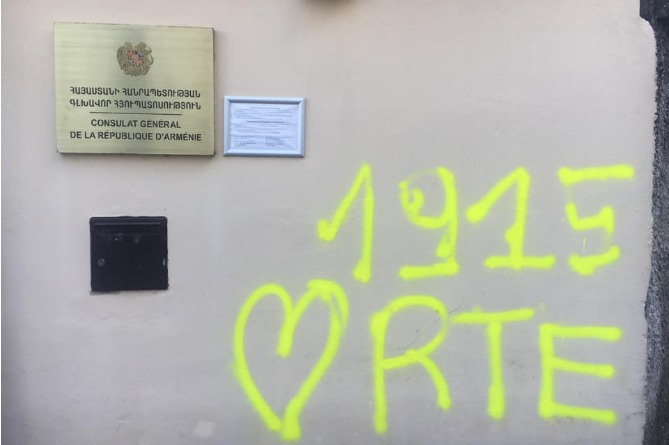 ՀԱՅԱՍՏԱՆԻ ՀԱՆՐԱՊԵՏՈՒԹՅԱՆ
ԳԼԽԱՎՈՐ ՀՅՈՒՊԱՏՈՍՈՒԹՅՈՒՆ
CONSULAT GÉNÉRAL
DE LA RÉPUBLIQUE D'ARMÉNIE
1915
♡ RTE